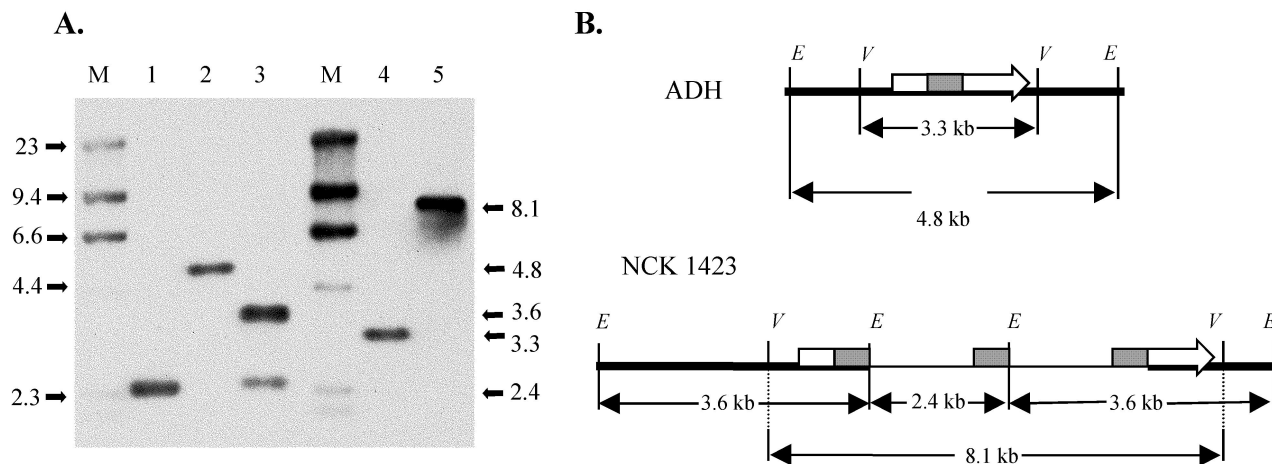 A.
M 1 2 3 M 4 5
23
9.4
6.6
4.4
2.3
8.1
4.8
3.6
3.3
2.4
B.
ADH
E V V E
3.3 kb
4.8 kb
NCK 1423
E V E E V E
3.6 kb 2.4 kb 3.6 kb
8.1 kb